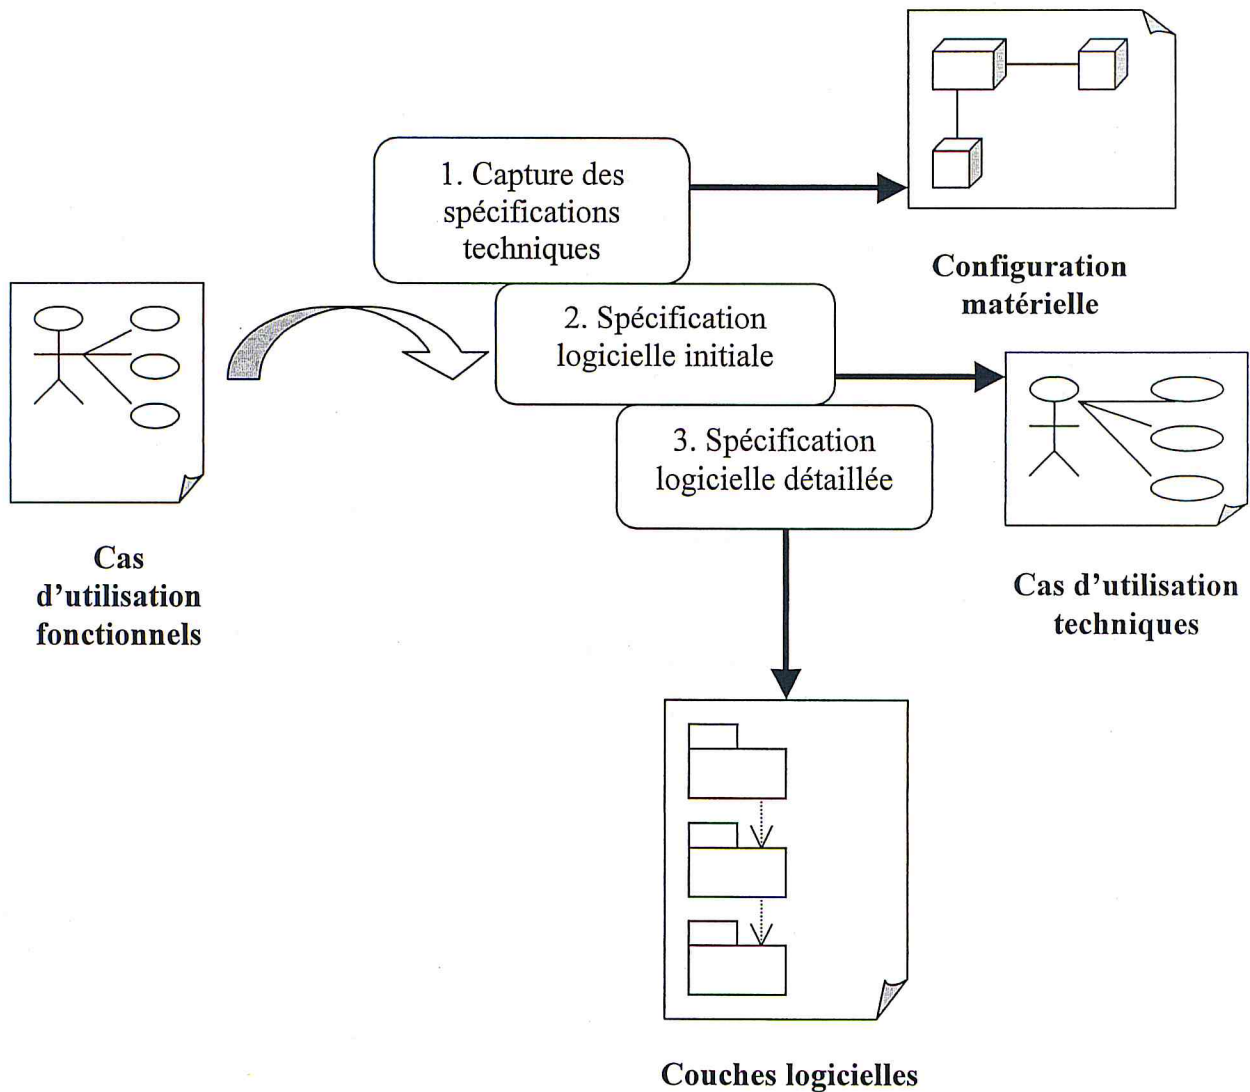 1. Capture des
spécifications
techniques
Configuration
matérielle
2. Spécification
logicielle initiale
3. Spécification
logicielle détaillée
Cas
d’utilisation
fonctionnels
Cas d’utilisation
techniques
Couches logicielles